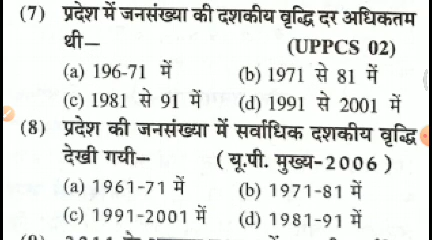 (7) प्रदेश में जनसंख्या की दशकीय वृद्धि दर अधिकतम
थी— (UPPCS 02)
(a) 196-71 में (b) 1971 से 81 में
(c) 1981 से 91 में (d) 1991 से 2001 में
(8) प्रदेश की जनसंख्या में सर्वाधिक दशकीय वृद्धि
देखी गयी— ( यू.पी. मुख्य-2006 )
(a) 1961-71 में (b) 1971-81 में
(c) 1991-2001 में (d) 1981-91 में